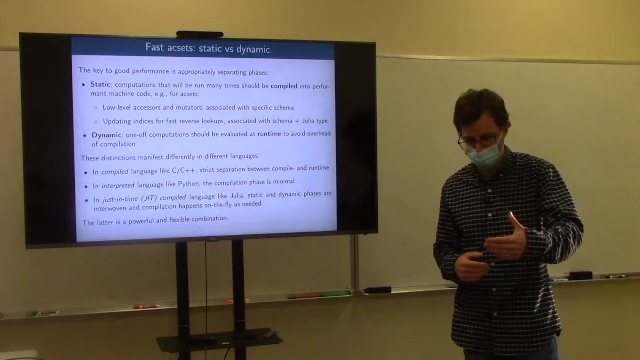 Fast acsets: static vs dynamic
The key to good performance is appropriately separating phases:
• Static: computations that will be run many times should be compiled into perfor-
mant machine code, e.g., for acsets:
○ Low-level accessors and mutators, associated with specific schema
○ Updating indices for fast reverse lookups, associated with schema + Julia type
• Dynamic: one-off computations should be evaluated at runtime to avoid overhead
of compilation
These distinctions manifest differently in different languages:
• In compiled language like C/C++, strict separation between compile- and runtime
• In interpreted language like Python, the compilation phase is minimal
• In just-in-time (JIT) compiled language like Julia, static and dynamic phases are
interwoven and compilation happens on-the-fly as needed
The latter is a powerful and flexible combination.